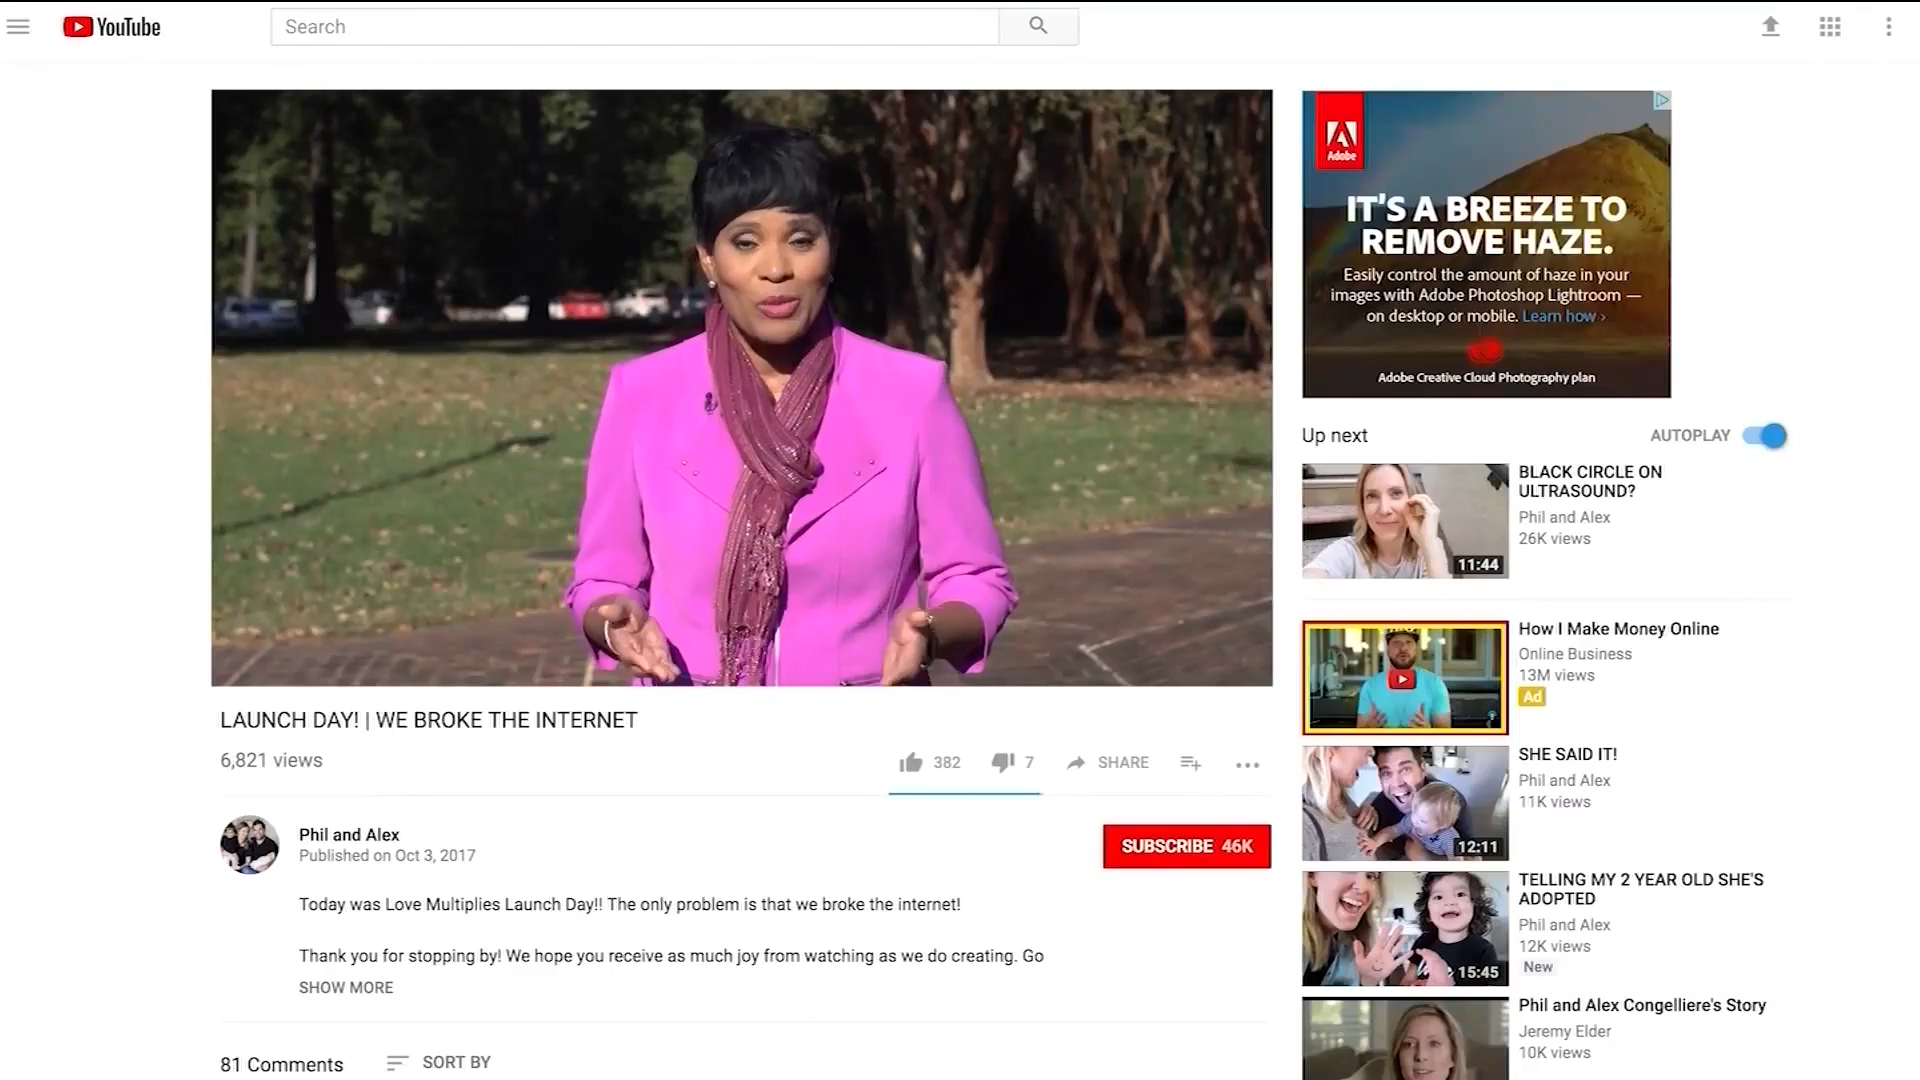 YouTube
Search
LAUNCH DAY! | WE BROKE THE INTERNET
6,821 views
382
7
SHARE
Phil and Alex
Published on Oct 3, 2017
SUBSCRIBE 46K
Today was Love Multiplies Launch Day!! The only problem is that we broke the internet!
Thank you for stopping by! We hope you receive as much joy from watching as we do creating. Go
SHOW MORE
81 Comments
SORT BY
Adobe
IT'S A BREEZE TO
REMOVE HAZE.
Easily control the amount of haze in your
images with Adobe Photoshop Lightroom —
on desktop or mobile. Learn how ›
Adobe Creative Cloud Photography plan
Up next
AUTOPLAY
BLACK CIRCLE ON
ULTRASOUND?
Phil and Alex
26K views
11:44
How I Make Money Online
Online Business
13M views
Ad
SHE SAID IT!
Phil and Alex
11K views
12:11
TELLING MY 2 YEAR OLD SHE'S
ADOPTED
Phil and Alex
12K views
New
15:45
Phil and Alex Congelliere's Story
Jeremy Elder
10K views